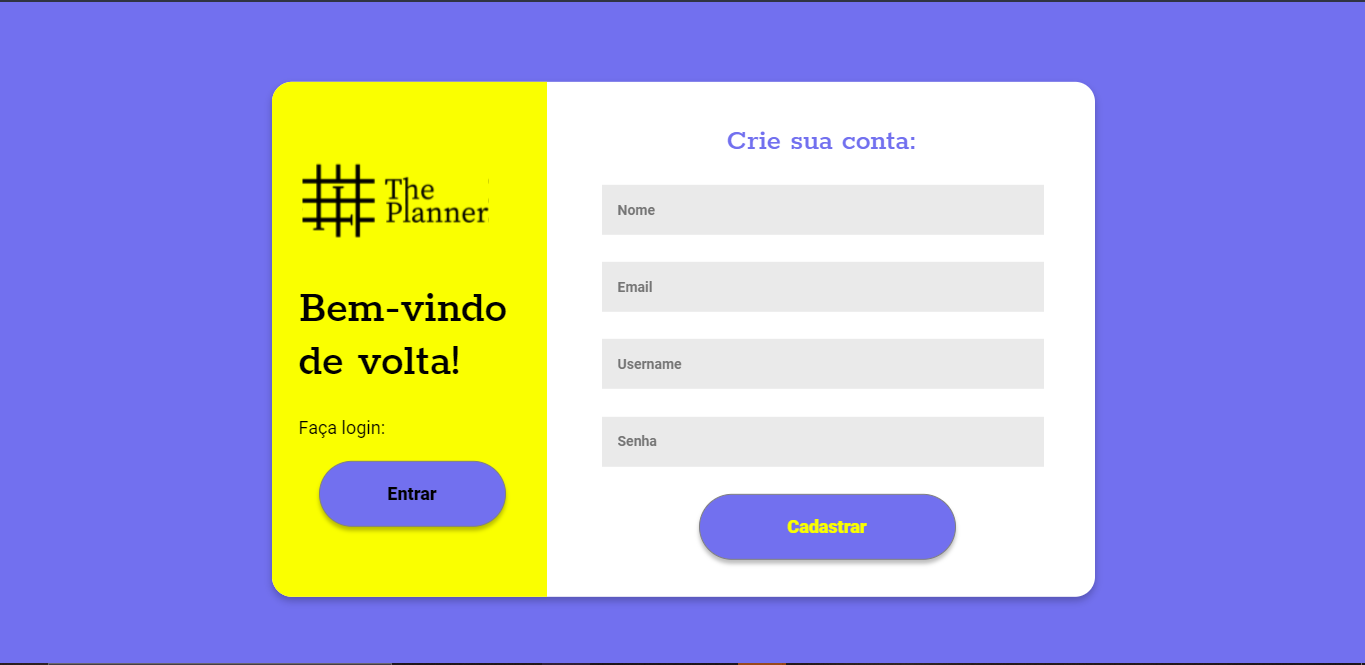 The
Planner
Bem-vindo
de volta!
Faça login:
Entrar
Crie sua conta:
Nome
Email
Username
Senha
Cadastrar